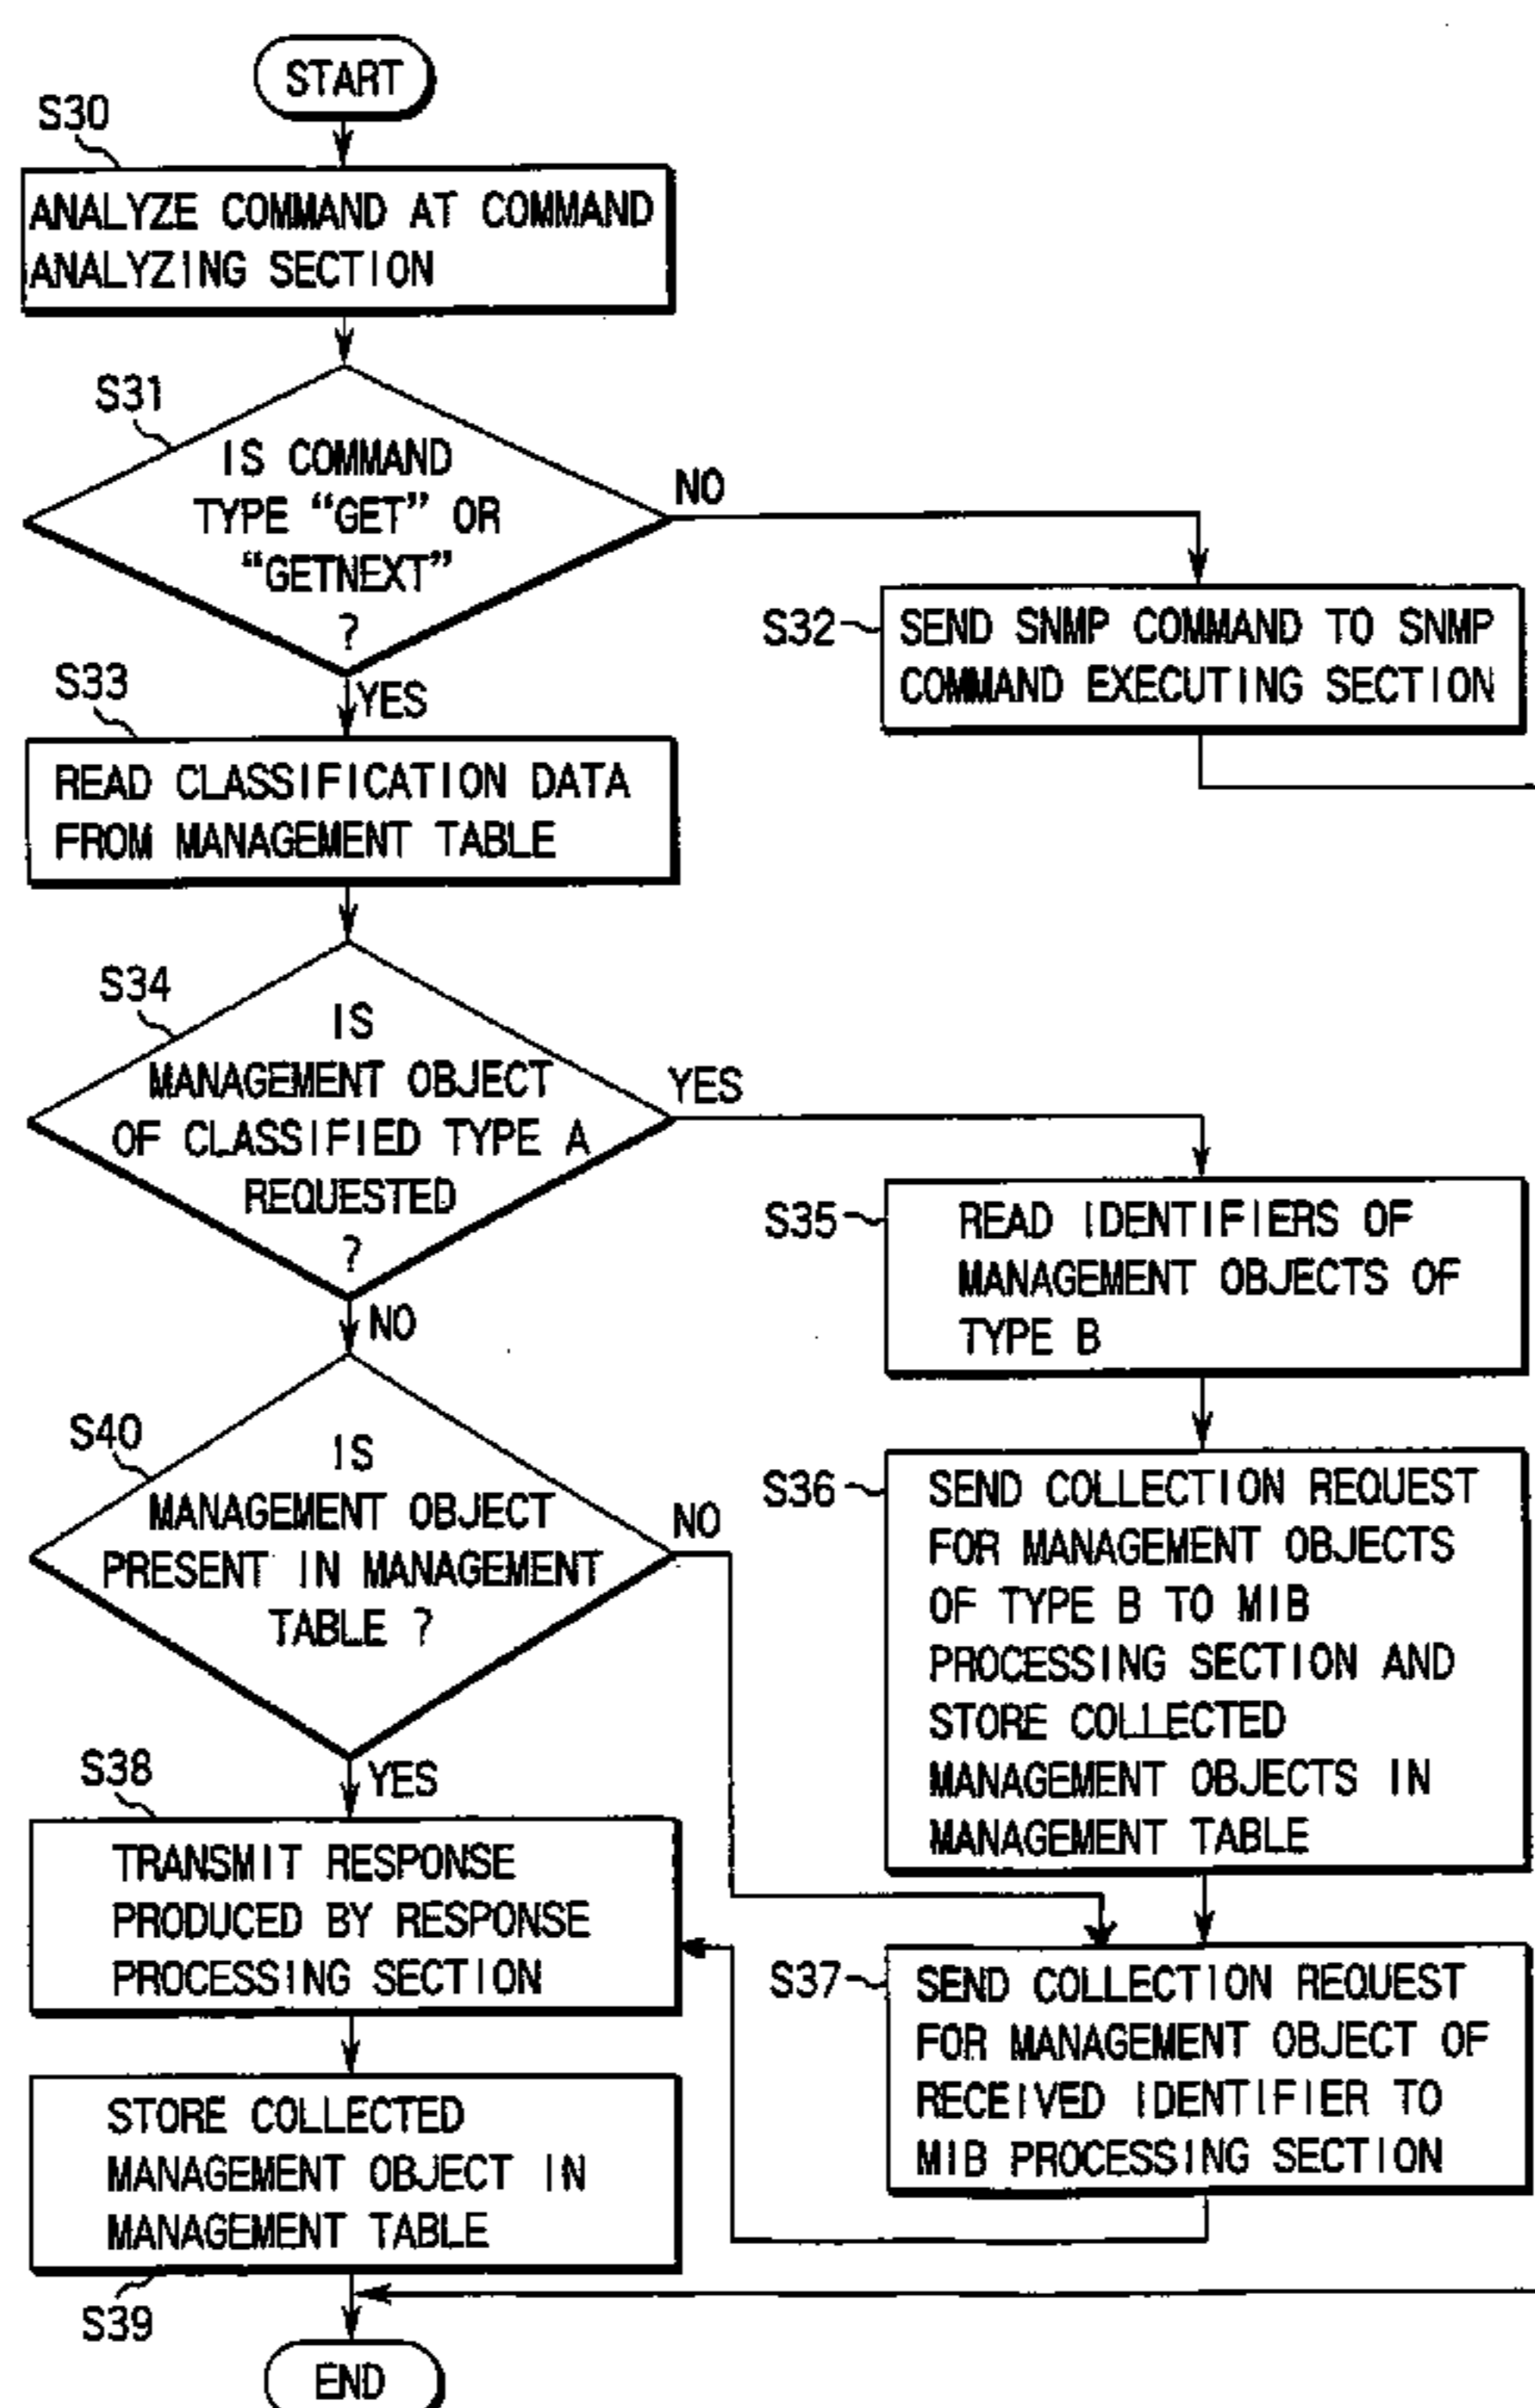 START
S30
ANALYZE COMMAND AT COMMAND
ANALYZING SECTION
S31
IS COMMAND
TYPE “GET” OR
“GETNEXT”
?
NO
YES
S32
SEND SNMP COMMAND TO SNMP
COMMAND EXECUTING SECTION
S33
READ CLASSIFICATION DATA
FROM MANAGEMENT TABLE
S34
IS
MANAGEMENT OBJECT
OF CLASSIFIED TYPE A
REQUESTED
?
YES
NO
S35
READ IDENTIFIERS OF
MANAGEMENT OBJECTS OF
TYPE B
S40
IS
MANAGEMENT OBJECT
PRESENT IN MANAGEMENT
TABLE ?
NO
YES
S36
SEND COLLECTION REQUEST
FOR MANAGEMENT OBJECTS
OF TYPE B TO MIB
PROCESSING SECTION AND
STORE COLLECTED
MANAGEMENT OBJECTS IN
MANAGEMENT TABLE
S38
TRANSMIT RESPONSE
PRODUCED BY RESPONSE
PROCESSING SECTION
S37
SEND COLLECTION REQUEST
FOR MANAGEMENT OBJECT OF
RECEIVED IDENTIFIER TO
MIB PROCESSING SECTION
STORE COLLECTED
MANAGEMENT OBJECT IN
MANAGEMENT TABLE
S39
END